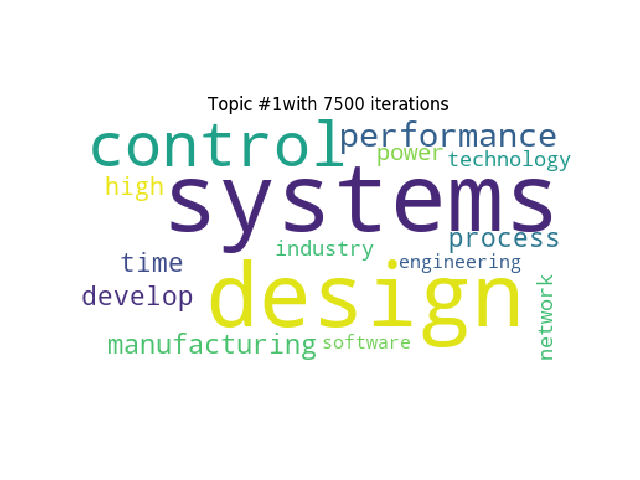 Topic #1with 7500 iterations
control
performance
power
technology
high
systems
process
industry
time
engineering
develop
design
network
manufacturing
software